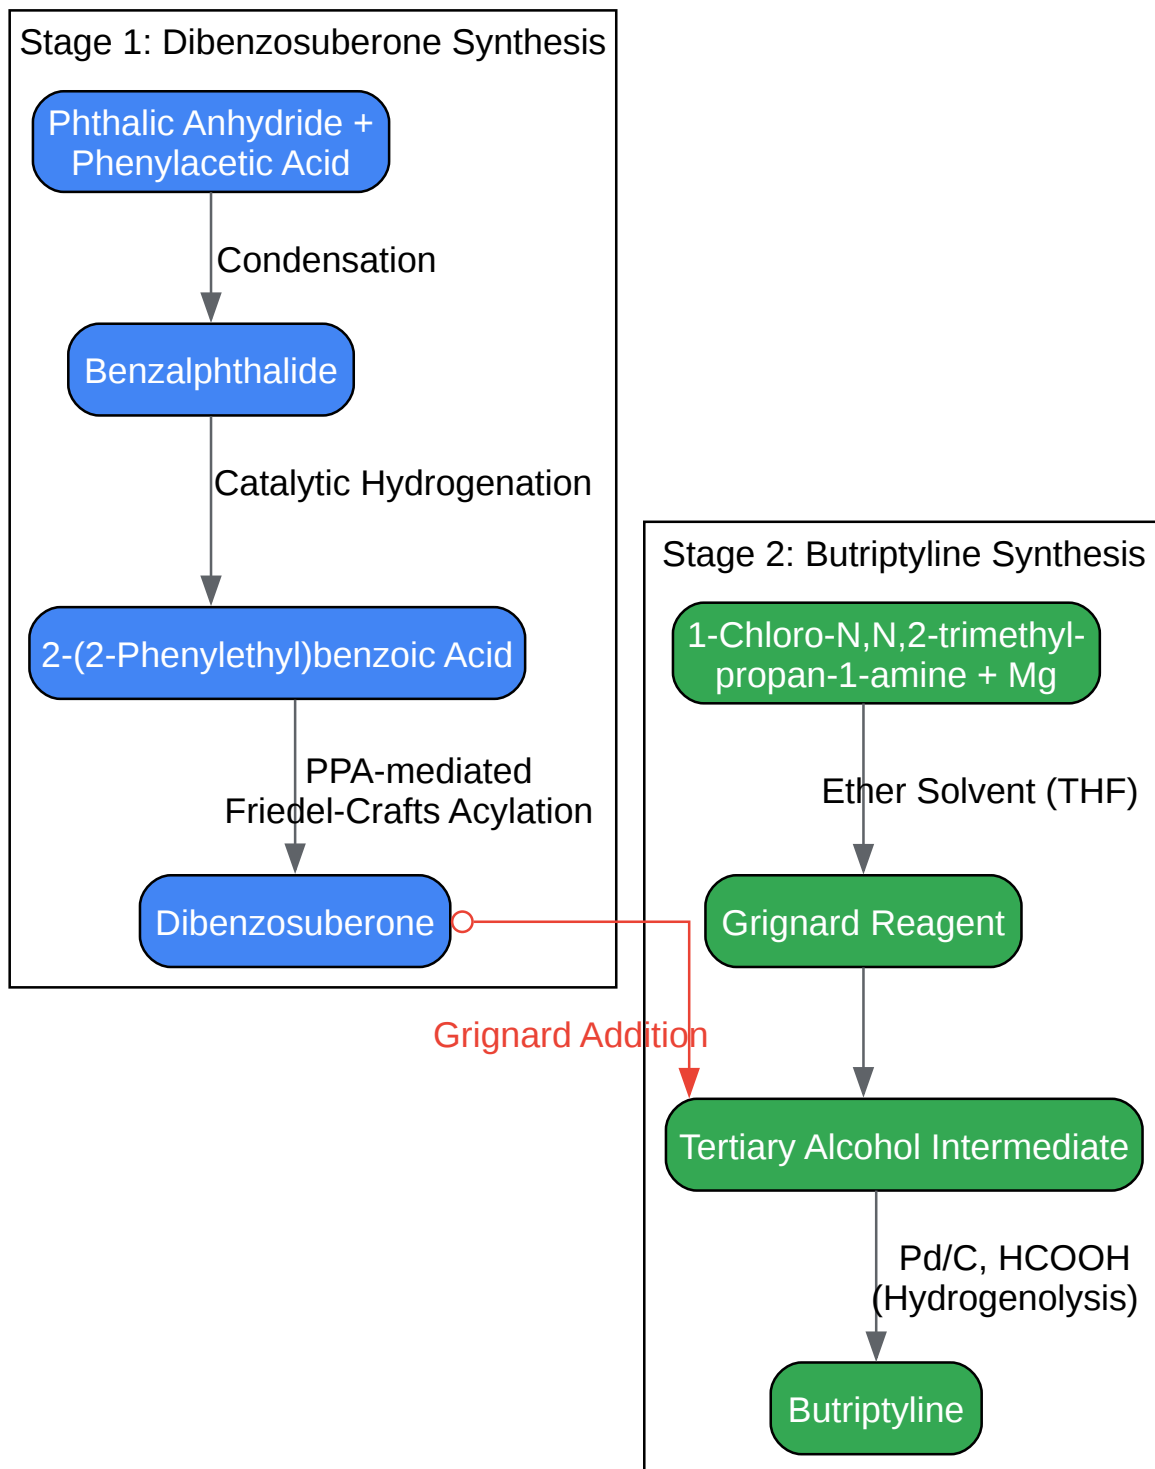 Stage 1: Dibenzosuberone Synthesis
Phthalic Anhydride +
Phenylacetic Acid
Condensation
Benzalphthalide
Catalytic Hydrogenation
2-(2-Phenylethyl)benzoic Acid
PPA-mediated
Friedel-Crafts Acylation
Dibenzosuberone
Grignard Addition
Stage 2: Butriptyline Synthesis
1-Chloro-N,N,2-trimethyl-
propan-1-amine + Mg
Ether Solvent (THF)
Grignard Reagent
Tertiary Alcohol Intermediate
Pd/C, HCOOH
(Hydrogenolysis)
Butriptyline